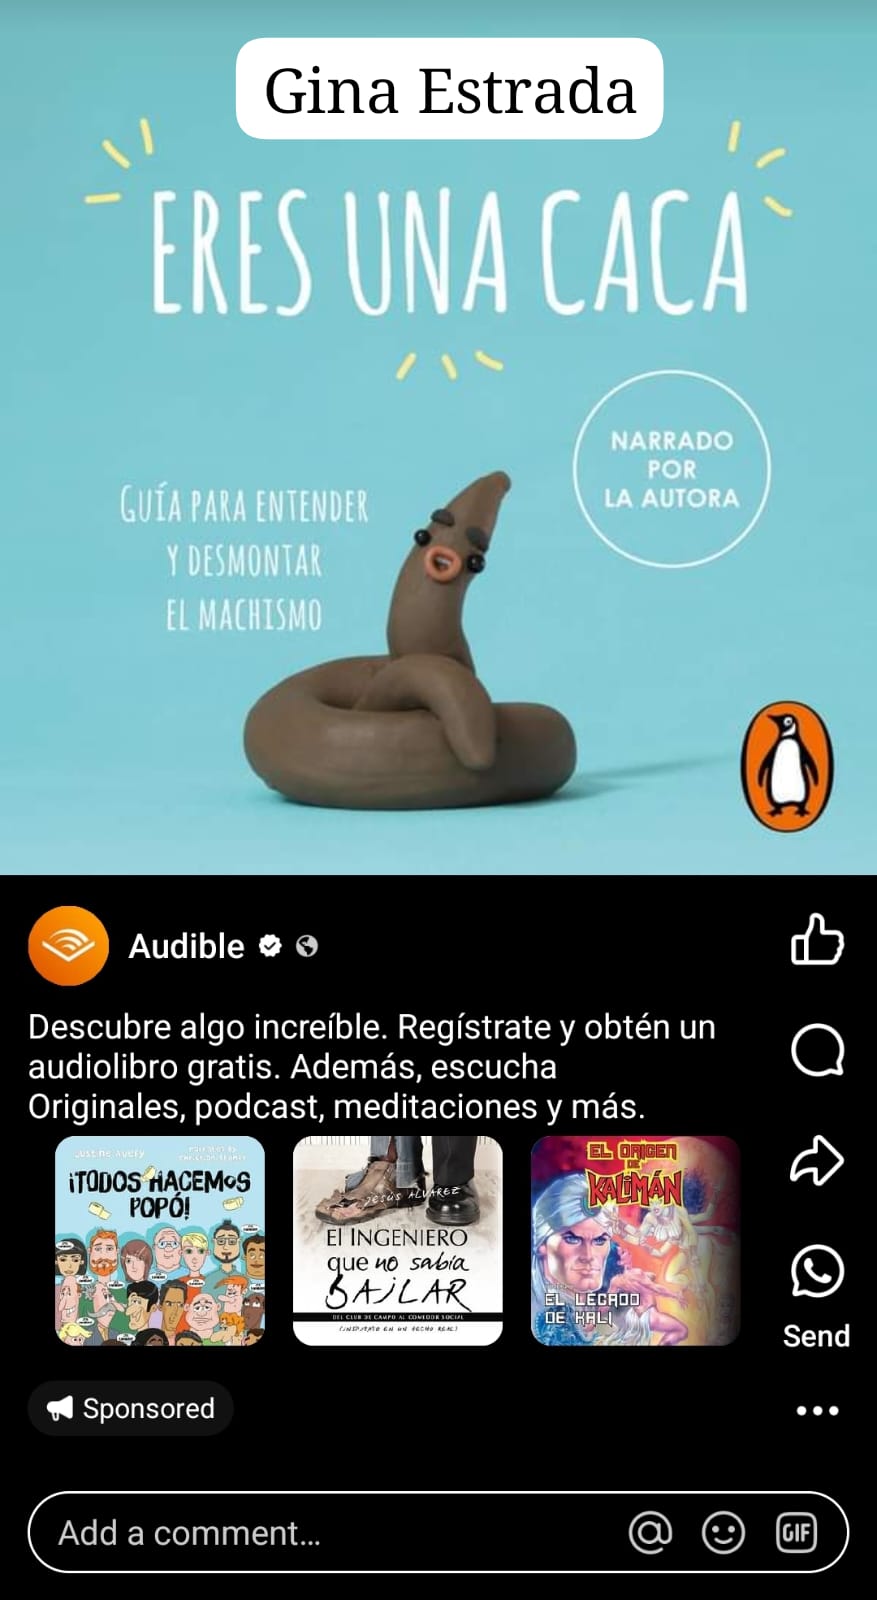 Gina Estrada
ERES UNA CACA
NARRADO
POR
LA AUTORA
GUÍA PARA ENTENDER
Y DESMONTAR
EL MACHISMO
Audible
Descubre algo increíble. Regístrate y obtén un
audiolibro gratis. Además, escucha
Originales, podcast, meditaciones y más.
Justine Avery
¡TODOS HACEMOS
POPÓ!
JESÚS ALVAREZ
El INGENIERO
que no sabía
BAILAR
DEL CLUB DE CAMPO AL COMEDOR SOCIAL
EL ORIGEN
DE
KALIMÁN
EL LEGADO
DE KALI
Send
Sponsored
Add a comment...
GIF